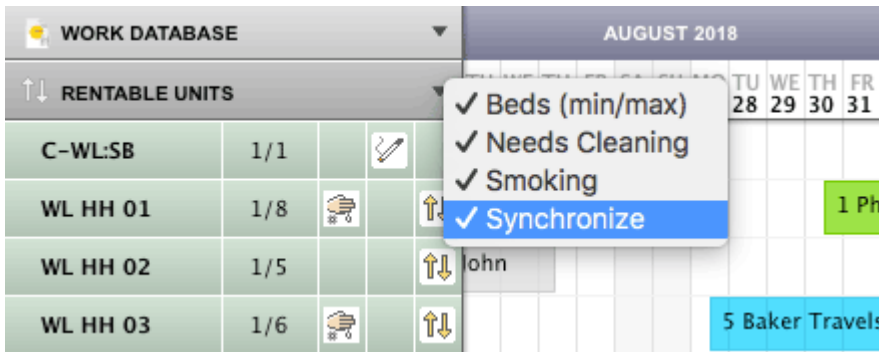 WORK DATABASE
AUGUST 2018
RENTABLE UNITS
TU WE TH FR
28 29 30 31
Beds (min/max)
Needs Cleaning
Smoking
Synchronize
C-WL:SB 1/1
WL HH 01 1/8
1 Ph
WL HH 02 1/5
John
WL HH 03 1/6
5 Baker Travels